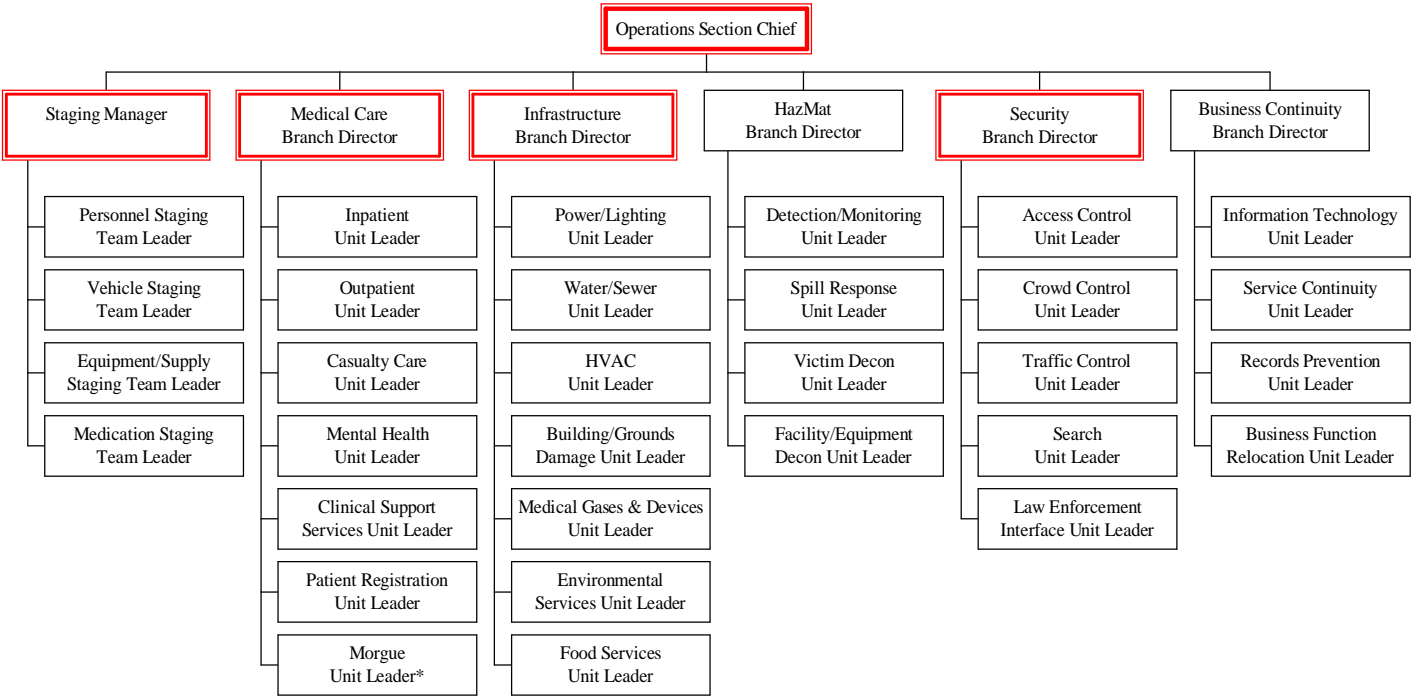 Operations Section Chief
Staging Manager
Medical Care
Branch Director
Infrastructure
Branch Director
HazMat
Branch Director
Security
Branch Director
Business Continuity
Branch Director
Personnel Staging
Team Leader
Vehicle Staging
Team Leader
Equipment/Supply
Staging Team Leader
Medication Staging
Team Leader
Inpatient
Unit Leader
Outpatient
Unit Leader
Casualty Care
Unit Leader
Mental Health
Unit Leader
Clinical Support
Services Unit Leader
Patient Registration
Unit Leader
Morgue
Unit Leader*
Power/Lighting
Unit Leader
Water/Sewer
Unit Leader
HVAC
Unit Leader
Building/Grounds
Damage Unit Leader
Medical Gases & Devices
Unit Leader
Environmental
Services Unit Leader
Food Services
Unit Leader
Detection/Monitoring
Unit Leader
Spill Response
Unit Leader
Victim Decon
Unit Leader
Facility/Equipment
Decon Unit Leader
Access Control
Unit Leader
Crowd Control
Unit Leader
Traffic Control
Unit Leader
Search
Unit Leader
Law Enforcement
Interface Unit Leader
Information Technology
Unit Leader
Service Continuity
Unit Leader
Records Prevention
Unit Leader
Business Function
Relocation Unit Leader